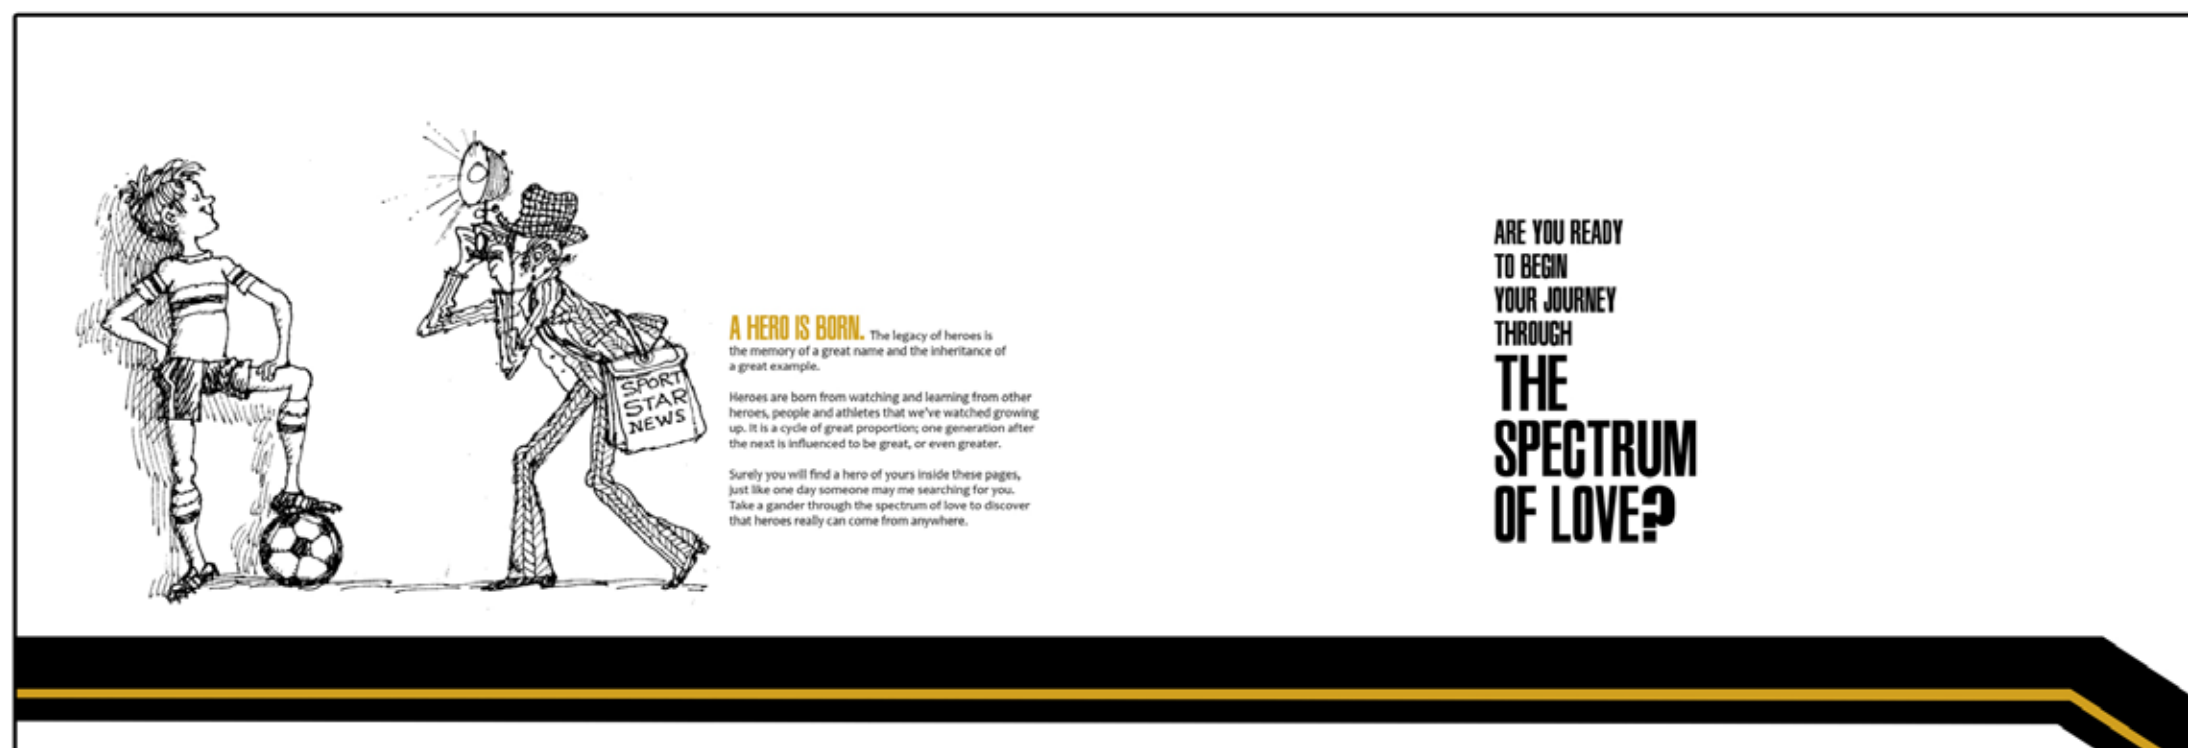 SPORT
STAR
NEWS
A HERO IS BORN. The legacy of heroes is
the memory of a great name and the inheritance of
a great example.
Heroes are born from watching and learning from other
heroes, people and athletes that we've watched growing
up. It is a cycle of great proportion; one generation after
the next is influenced to be great, or even greater.
Surely you will find a hero of yours inside these pages,
just like one day someone may me searching for you.
Take a gander through the spectrum of love to discover
that heroes really can come from anywhere.
ARE YOU READY
TO BEGIN
YOUR JOURNEY
THROUGH
THE
SPECTRUM
OF LOVE?